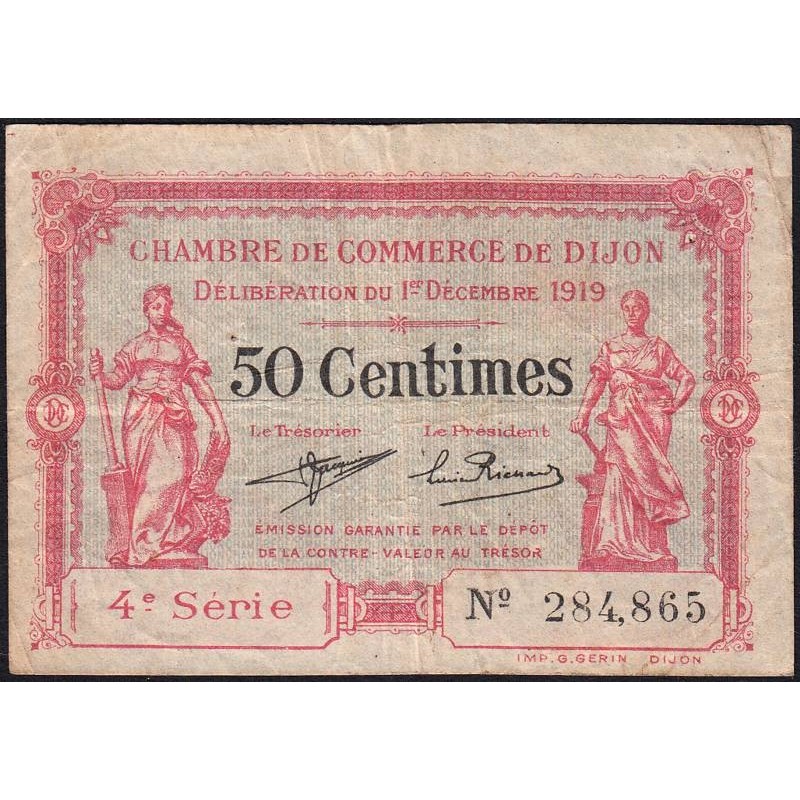 CHAMBRE DE COMMERCE DE DIJON
DÉLIBÉRATION DU 1er DÉCEMBRE 1919
50 Centimes
Le Trésorier Le Président
EMISSION GARANTIE PAR LE DEPÔT
DE LA CONTRE-VALEUR AU TRÉSOR
4e Série Nº 284,865
IMP. G. GERIN DIJON